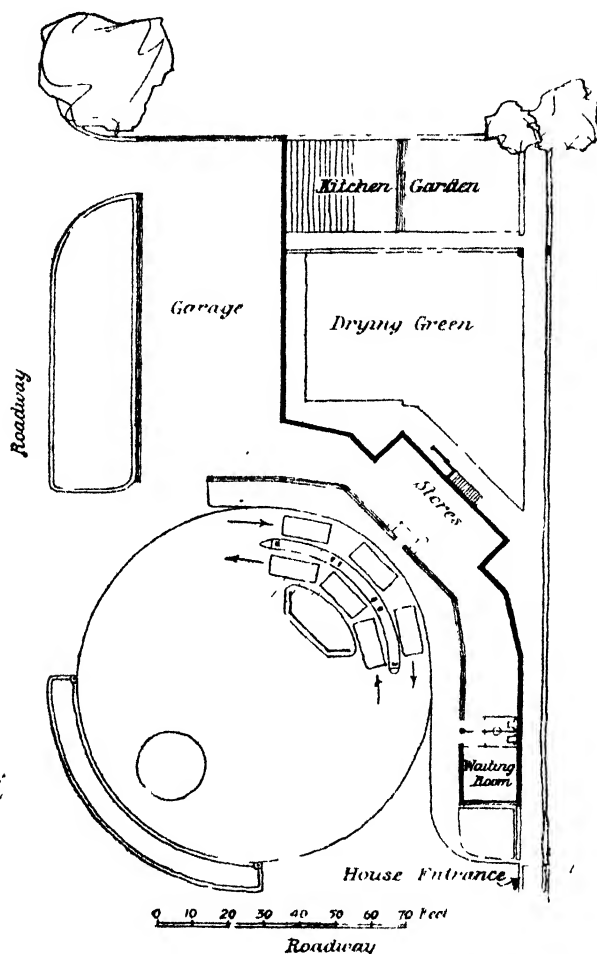 Kitchen Garden
Garage
Drying Green
Roadway
Stores
Waiting
Room
House Entrance
0 10 20 30 40 50 60 70 Feet
Roadway